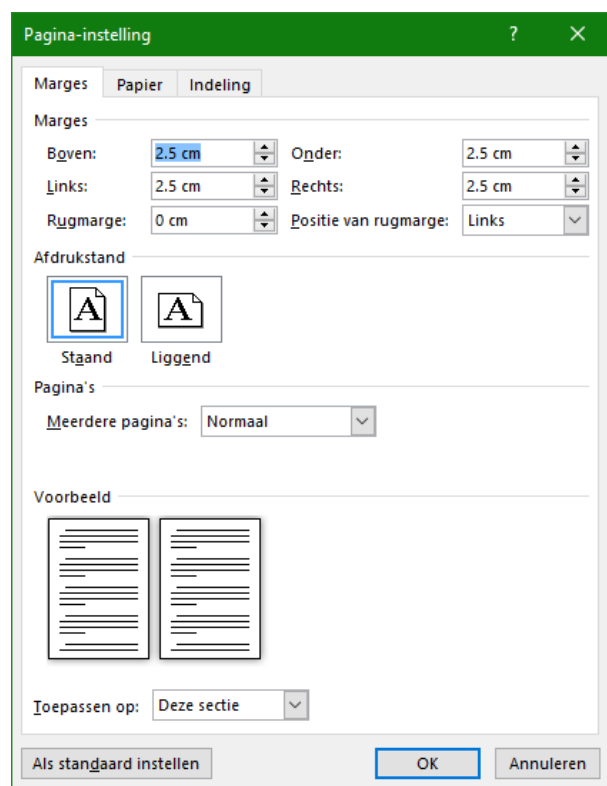 Pagina-instelling ? ×
Marges Papier Indeling
Marges
Boven: 2.5 cm Onder: 2.5 cm
Links: 2.5 cm Rechts: 2.5 cm
Rugmarge: 0 cm Positie van rugmarge: Links
Afdrukstand
A A
Staand Liggend
Pagina's
Meerdere pagina's: Normaal
Voorbeeld
Toepassen op: Deze sectie
Als standaard instellen OK Annuleren